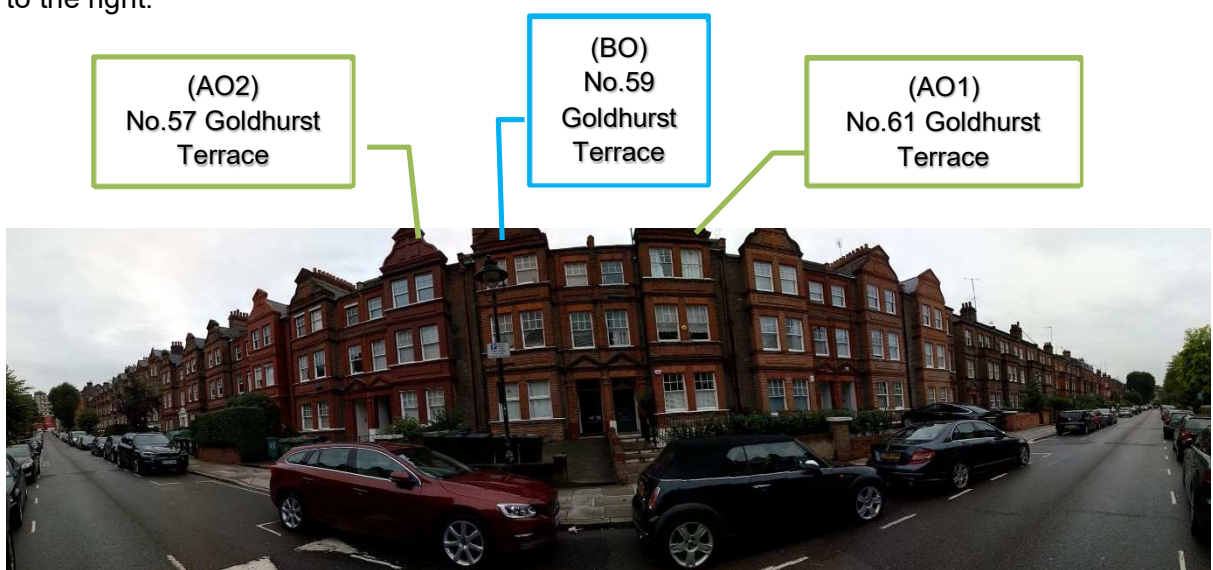 to the right.
(AO2)
No.57 Goldhurst
Terrace
(BO)
No.59
Goldhurst
Terrace
(AO1)
No.61 Goldhurst
Terrace